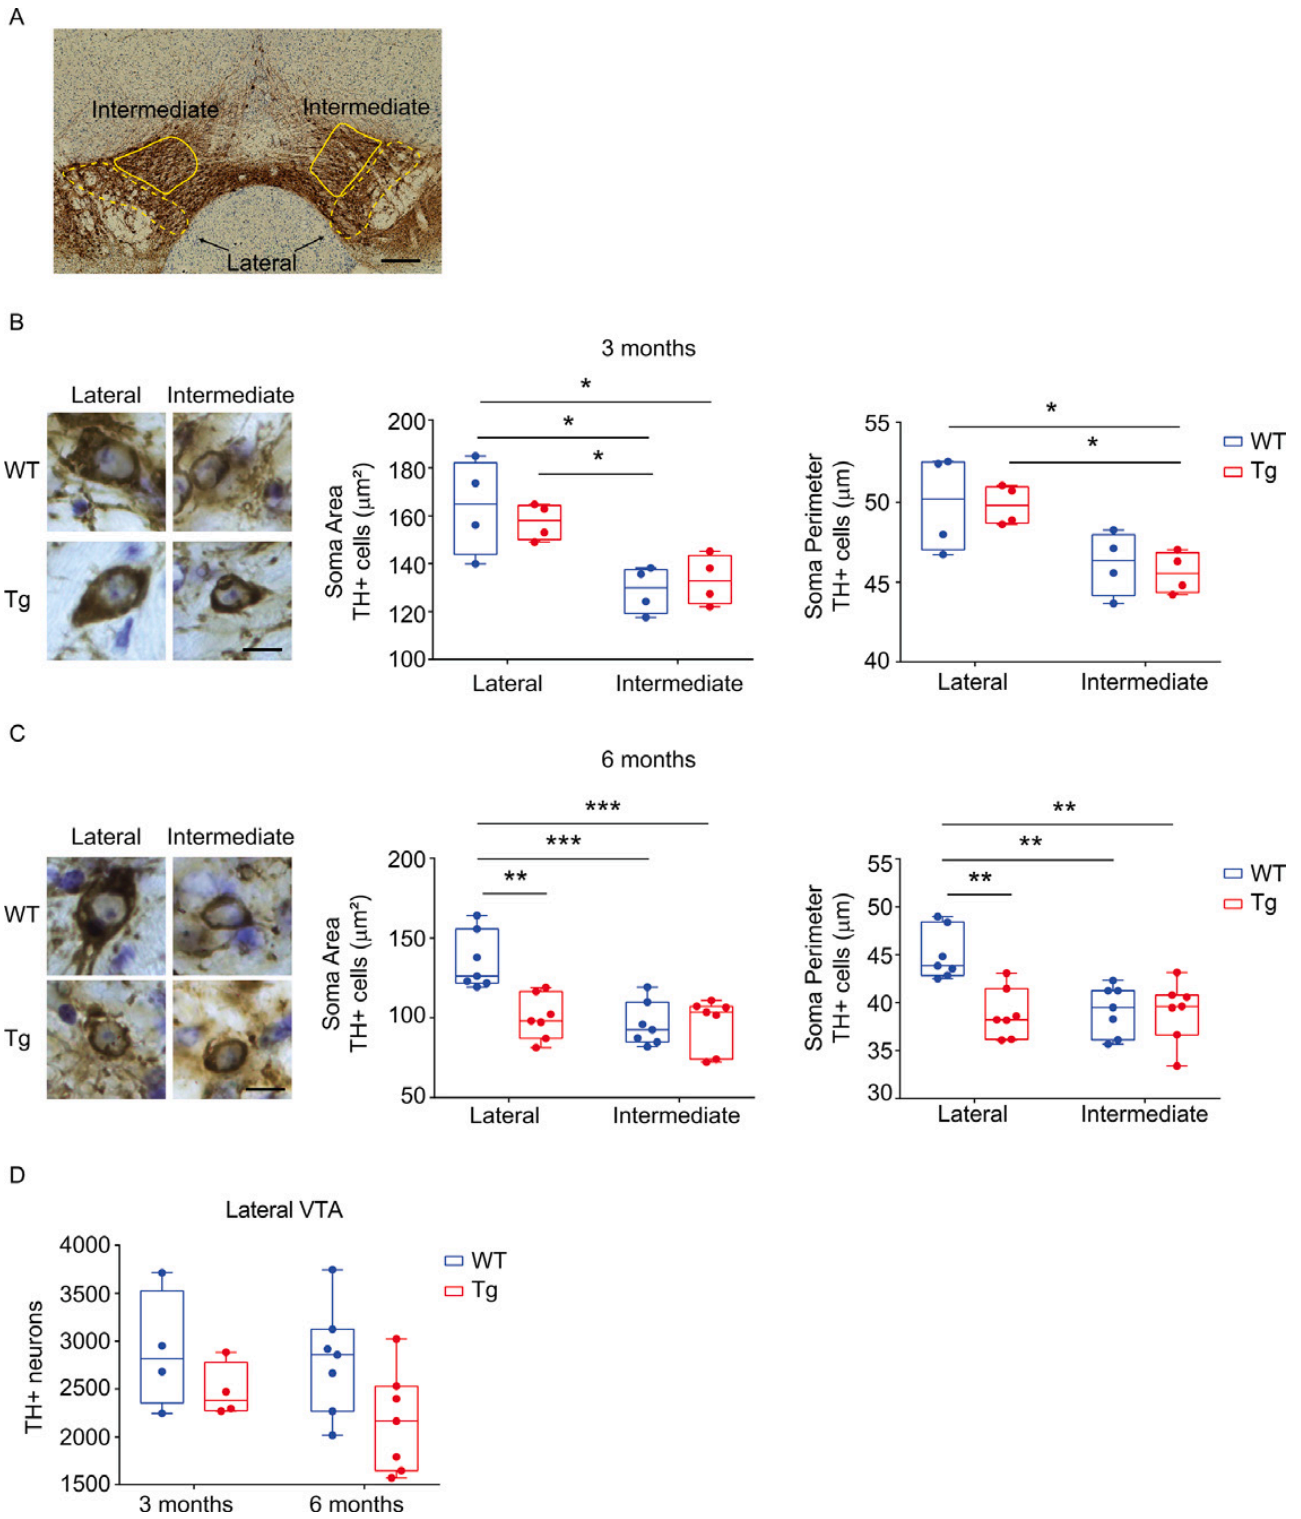 A
Intermediate Intermediate
Lateral
B
3 months
Lateral Intermediate
WT
Tg
Soma Area
TH+ cells (µm²)
200
180
160
140
120
100
* * *
Lateral Intermediate
Soma Perimeter
TH+ cells (µm)
55
50
45
40
* *
Lateral Intermediate
WT
Tg
C
6 months
Lateral Intermediate
WT
Tg
Soma Area
TH+ cells (µm²)
200
150
100
50
***
***
**
Lateral Intermediate
Soma Perimeter
TH+ cells (µm)
55
50
45
40
35
30
**
**
**
Lateral Intermediate
WT
Tg
D
Lateral VTA
TH+ neurons
4000
3500
3000
2500
2000
1500
3 months 6 months
WT
Tg